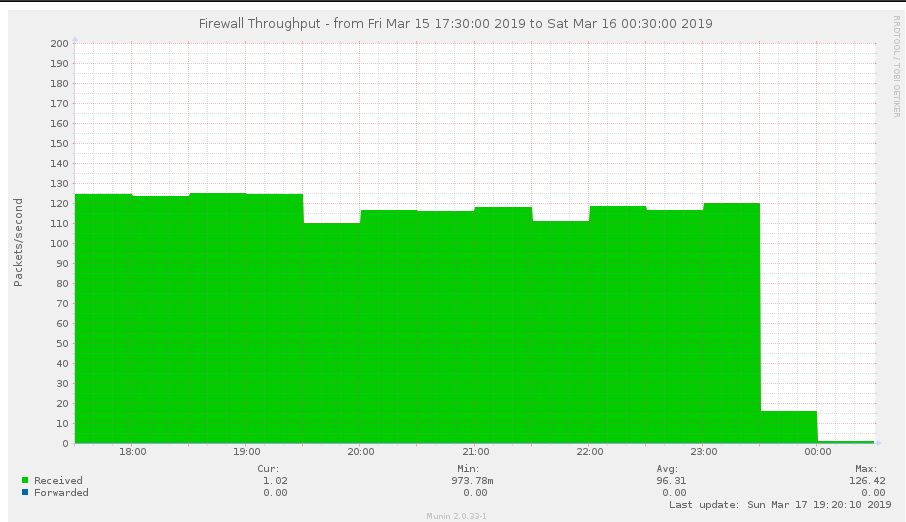 Firewall Throughput - from Fri Mar 15 17:30:00 2019 to Sat Mar 16 00:30:00 2019
RRDTOOL / TOBI OETIKER
Packets/second
200
190
180
170
160
150
140
130
120
110
100
90
80
70
60
50
40
30
20
10
0
18:00 19:00 20:00 21:00 22:00 23:00 00:00
Cur: Min: Avg: Max:
Received 1.02 973.78m 96.31 126.42
Forwarded 0.00 0.00 0.00 0.00
Last update: Sun Mar 17 19:20:10 2019
Munin 2.0.33-1